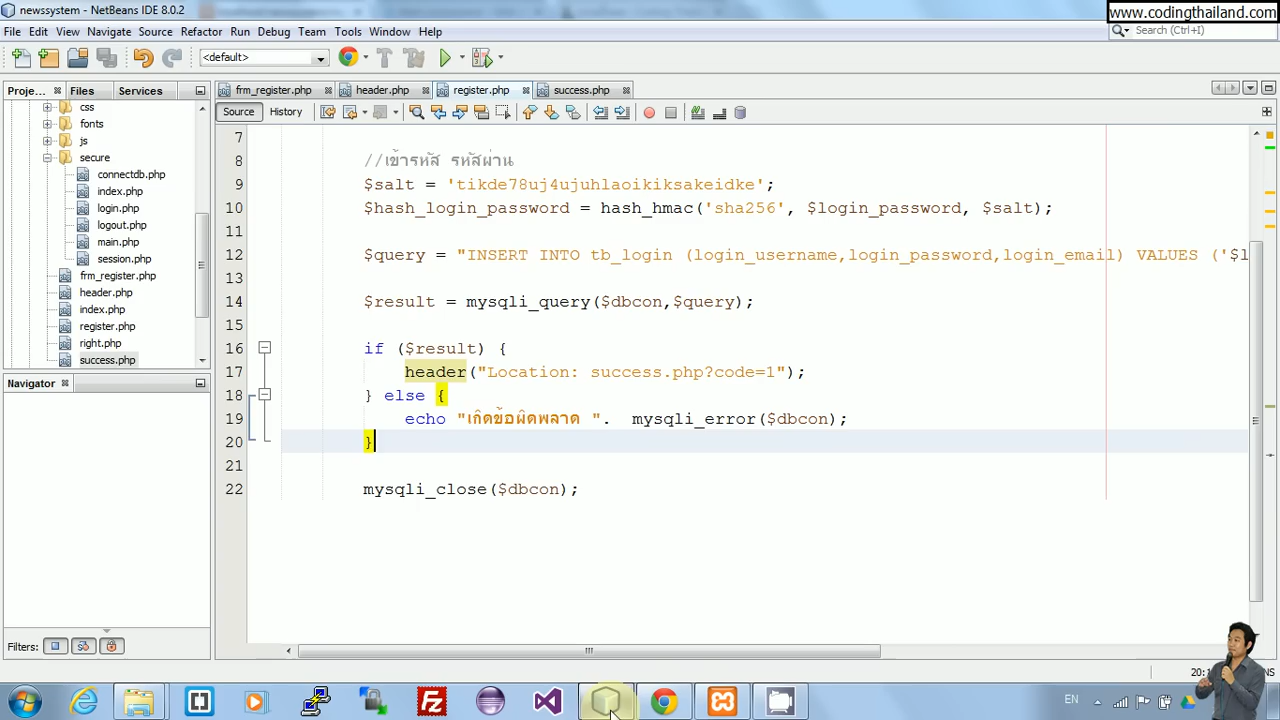 newssystem - NetBeans IDE 8.0.2
www.codingthailand.com
File Edit View Navigate Source Refactor Run Debug Team Tools Window Help
Search (Ctrl+I)
<default>
Proje... Files Services
frm_register.php header.php register.php success.php
Source History
css
fonts
js
secure
connectdb.php
index.php
login.php
logout.php
main.php
session.php
frm_register.php
header.php
index.php
register.php
right.php
success.php
Navigator
Filters:
7
8 //เข้ารหัส รหัสผ่าน
9 $salt = 'tikde78uj4ujuhlaoikiksakeidke';
10 $hash_login_password = hash_hmac('sha256', $login_password, $salt);
11
12 $query = "INSERT INTO tb_login (login_username,login_password,login_email) VALUES ('$l
13
14 $result = mysqli_query($dbcon,$query);
15
16 if ($result) {
17 header("Location: success.php?code=1");
18 } else {
19 echo "เกิดข้อผิดพลาด ". mysqli_error($dbcon);
20 }
21
22 mysqli_close($dbcon);
EN